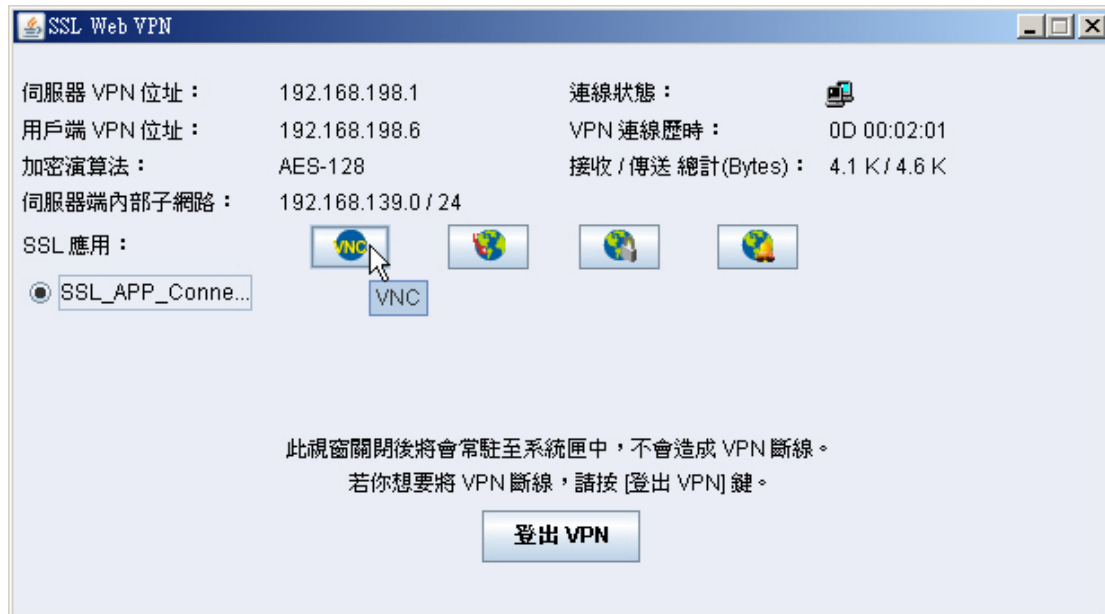 SSL Web VPN
伺服器 VPN 位址： 192.168.198.1 連線狀態：
用戶端 VPN 位址： 192.168.198.6 VPN 連線歷時： 0D 00:02:01
加密演算法： AES-128 接收 / 傳送 總計(Bytes)： 4.1 K / 4.6 K
伺服器端內部子網路： 192.168.139.0 / 24
SSL 應用： VNC
SSL_APP_Conne...
VNC
此視窗關閉後將會常駐至系統匣中，不會造成 VPN 斷線。
若你想要將 VPN 斷線，請按 [登出 VPN] 鍵。
登出 VPN